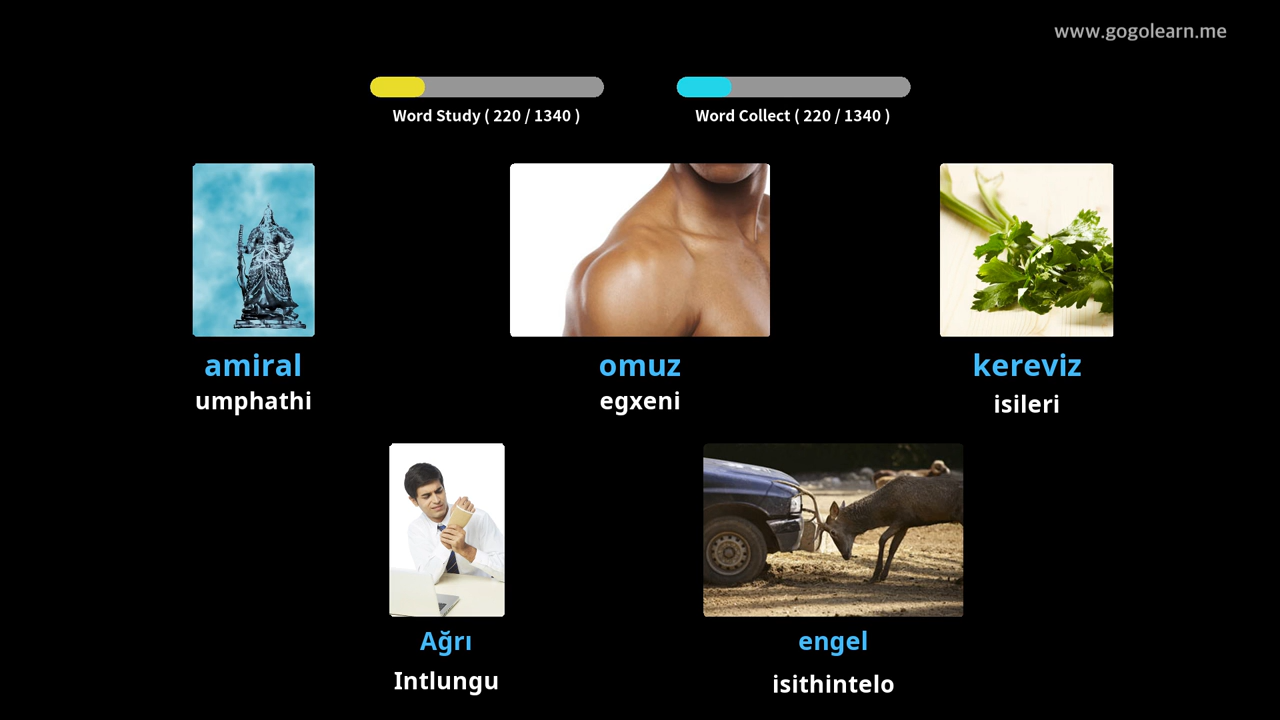 www.gogolearn.me
Word Study ( 220 / 1340 )
Word Collect ( 220 / 1340 )
amiral
umphathi
omuz
egxeni
kereviz
isileri
Ağrı
Intlungu
engel
isithintelo